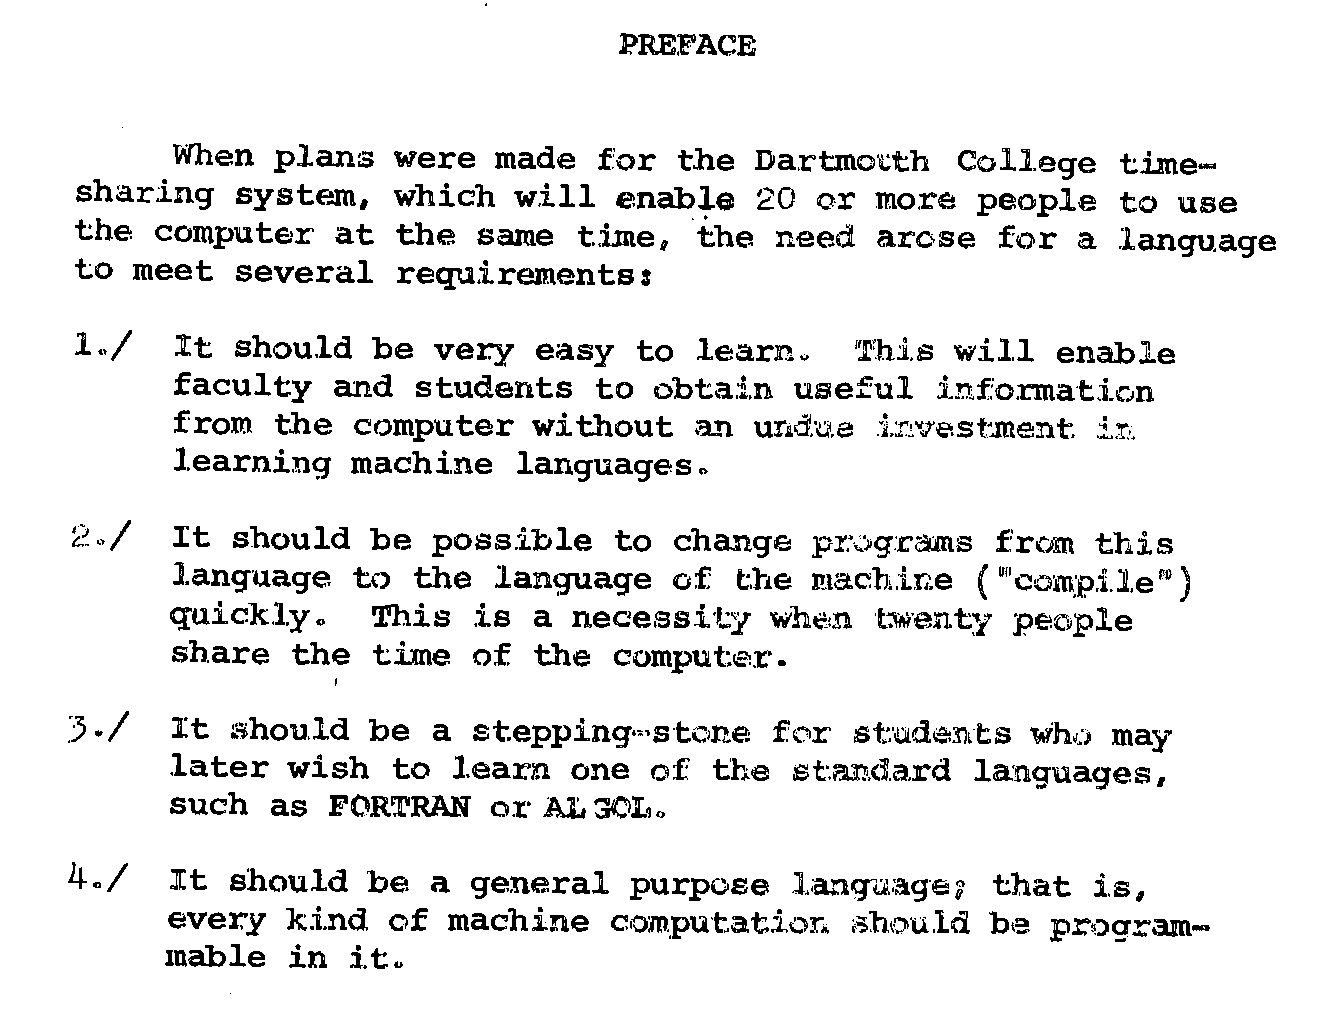 PREFACE
When plans were made for the Dartmouth College time-
sharing system, which will enable 20 or more people to use
the computer at the same time, the need arose for a language
to meet several requirements:
1./ It should be very easy to learn. This will enable
faculty and students to obtain useful information
from the computer without an undue investment in
learning machine languages.
2./ It should be possible to change programs from this
language to the language of the machine ("compile")
quickly. This is a necessity when twenty people
share the time of the computer.
3./ It should be a stepping-stone for students who may
later wish to learn one of the standard languages,
such as FORTRAN or ALGOL.
4./ It should be a general purpose language; that is,
every kind of machine computation should be program-
mable in it.